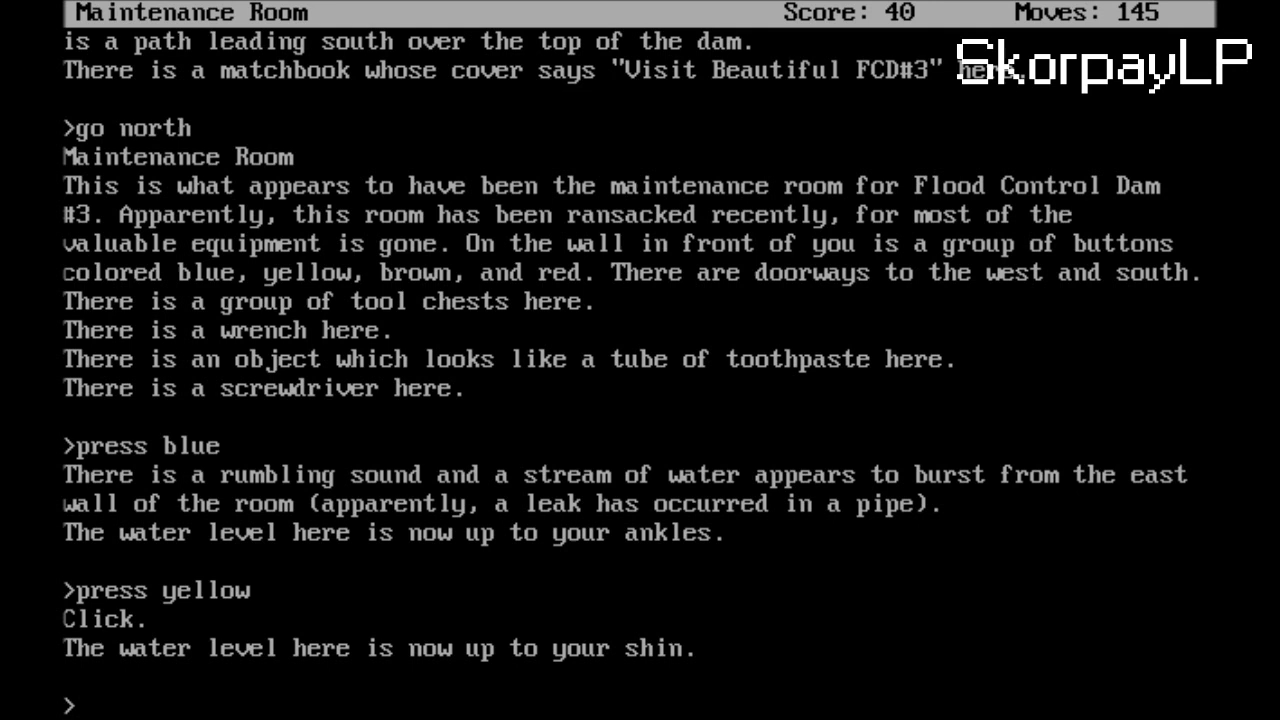 Maintenance Room Score: 40 Moves: 145
is a path leading south over the top of the dam.
There is a matchbook whose cover says "Visit Beautiful FCD#3" here.
SkorpayLP
>go north
Maintenance Room
This is what appears to have been the maintenance room for Flood Control Dam
#3. Apparently, this room has been ransacked recently, for most of the
valuable equipment is gone. On the wall in front of you is a group of buttons
colored blue, yellow, brown, and red. There are doorways to the west and south.
There is a group of tool chests here.
There is a wrench here.
There is an object which looks like a tube of toothpaste here.
There is a screwdriver here.
>press blue
There is a rumbling sound and a stream of water appears to burst from the east
wall of the room (apparently, a leak has occurred in a pipe).
The water level here is now up to your ankles.
>press yellow
Click.
The water level here is now up to your shin.
>